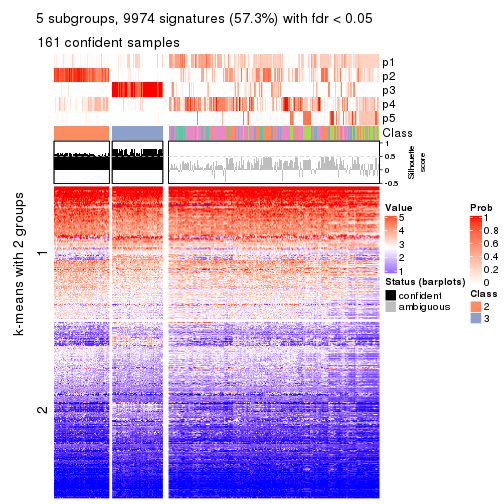 5 subgroups, 9974 signatures (57.3%) with fdr < 0.05
161 confident samples
p1
p2
p3
p4
p5
Class
1
0.5
0
-0.5
Silhouette
score
k-means with 2 groups
1
2
Value
5
4
3
2
1
Status (barplots)
confident
ambiguous
Prob
1
0.8
0.6
0.4
0.2
0
Class
2
3